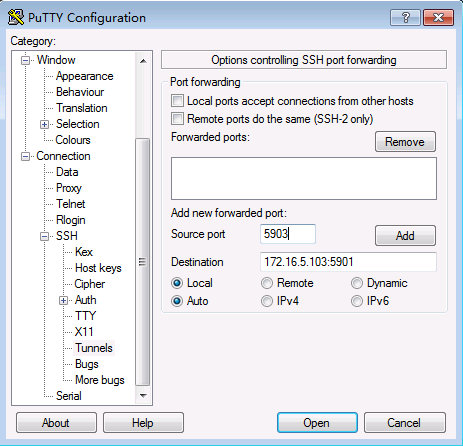 PuTTY Configuration
Category:
Window
Appearance
Behaviour
Translation
Selection
Colours
Connection
Data
Proxy
Telnet
Rlogin
SSH
Kex
Host keys
Cipher
Auth
TTY
X11
Tunnels
Bugs
More bugs
Serial
Options controlling SSH port forwarding
Port forwarding
Local ports accept connections from other hosts
Remote ports do the same (SSH-2 only)
Forwarded ports:
Remove
Add new forwarded port:
Source port 5903 Add
Destination 172.16.5.103:5901
Local Remote Dynamic
Auto IPv4 IPv6
About Help Open Cancel